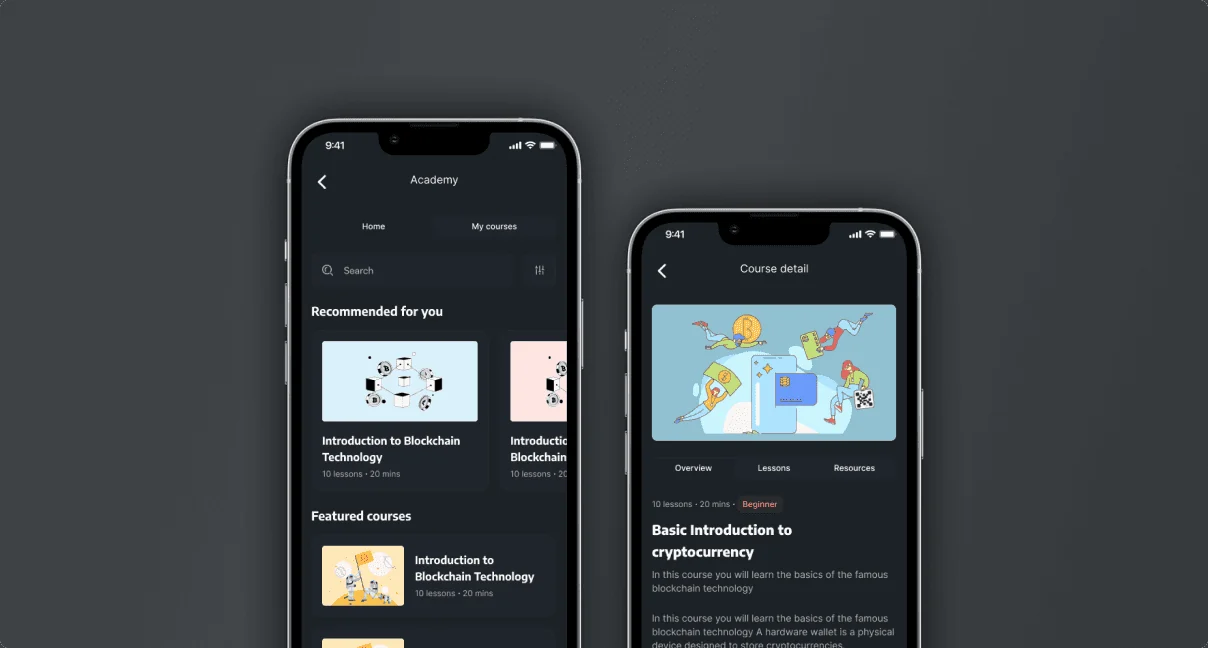 9:41
Academy
Home
My courses
Search
Recommended for you
Introduction to Blockchain
Technology
10 lessons • 20 mins
Introductio
Blockchain
10 lessons • 20
Featured courses
Introduction to
Blockchain Technology
10 lessons • 20 mins
9:41
Course detail
Overview
Lessons
Resources
10 lessons • 20 mins •
Beginner
Basic Introduction to
cryptocurrency
In this course you will learn the basics of the famous
blockchain technology
In this course you will learn the basics of the famous
blockchain technology A hardware wallet is a physical
device designed to store cryptocurrencies.